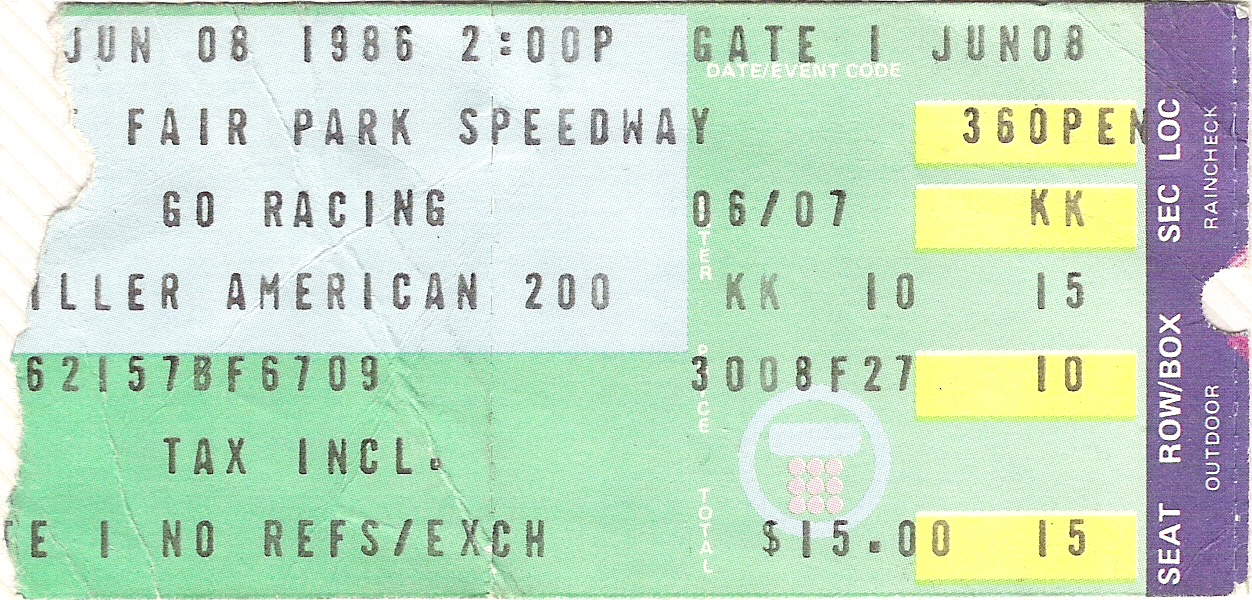 JUN 08 1986 2:00P GATE 1 JUN08
DATE/EVENT CODE
FAIR PARK SPEEDWAY 360PEN
GO RACING 06/07 KK
ILLER AMERICAN 200 KK 10 15
62157BF6709 3008F27 10
TAX INCL.
E 1 NO REFS/EXCH $15.00 15
TOTAL
SEAT ROW/BOX SEC LOC
OUTDOOR RAINCHECK